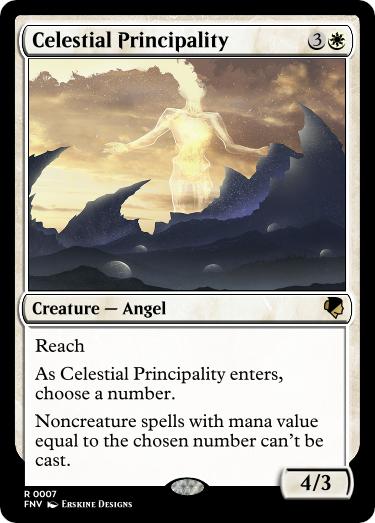 Celestial Principality 3
Creature — Angel
Reach
As Celestial Principality enters,
choose a number.
Noncreature spells with mana value
equal to the chosen number can't be
cast.
4/3
R 0007
FNV Erskine Designs